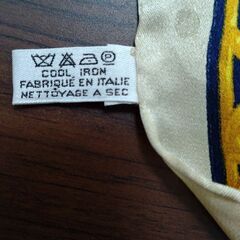 COOL, IRON
FABRIQUÉ EN ITALIE
NETTOYAGE A SEC